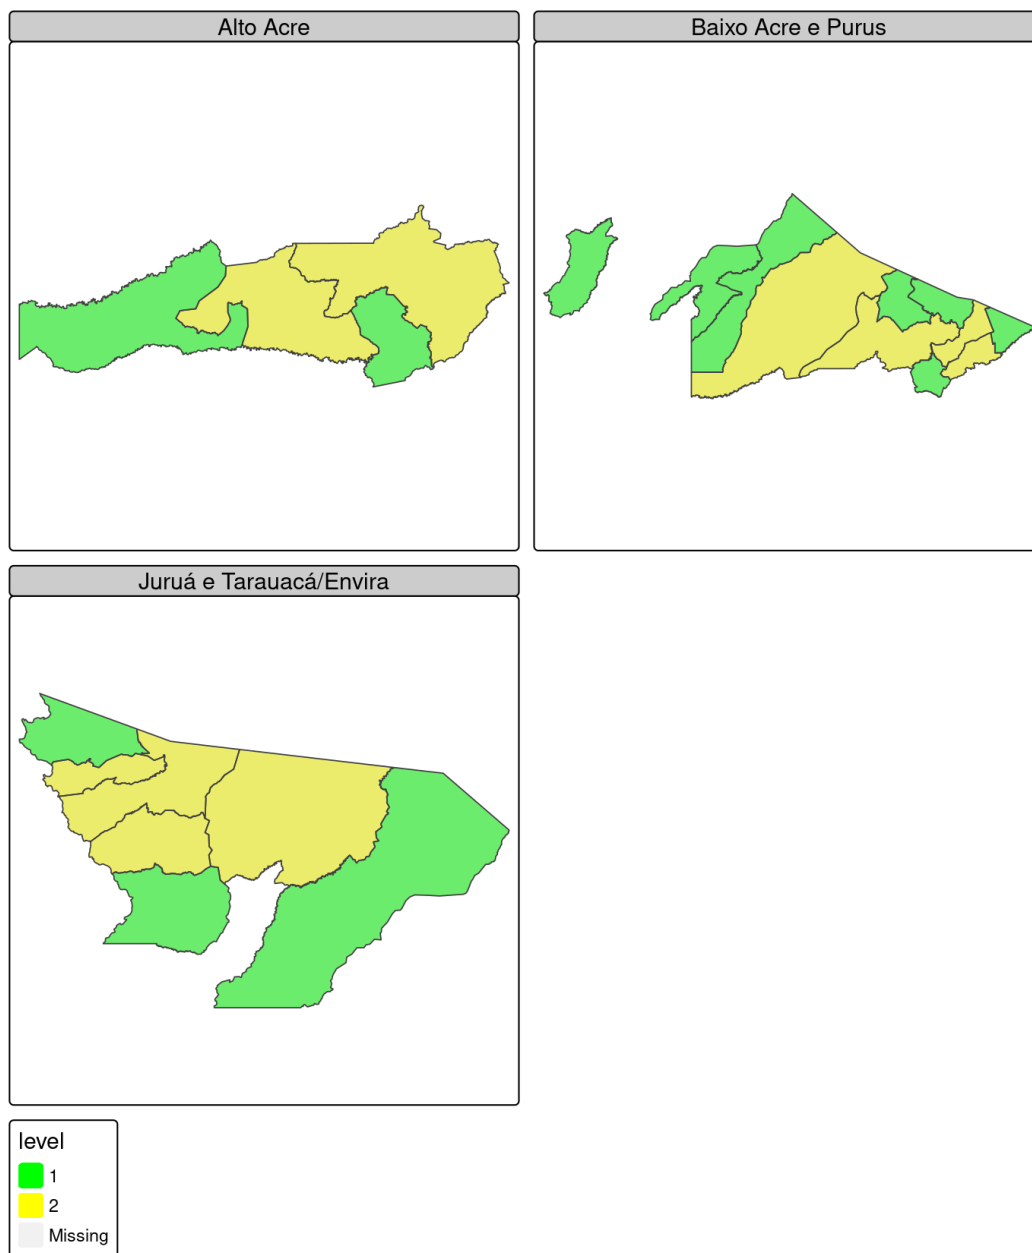 Alto Acre
Baixo Acre e Purus
Juruá e Tarauacá/Envira
level
1
2
Missing